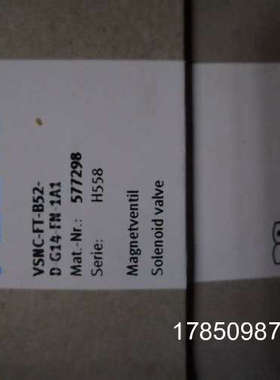 VSNC-FT-B52-
D-G14-FN-1A1
Mat.-Nr.: 577298
Serie: H558
Magnetventil
Solenoid valve
17850987